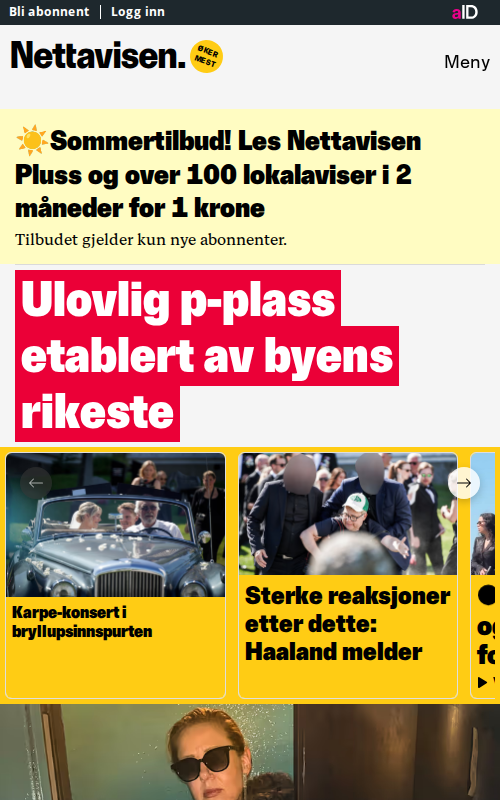 Bli abonnent | Logg inn
aID
Nettavisen.
ØKER
MEST
Meny
☀️Sommertilbud! Les Nettavisen
Pluss og over 100 lokalaviser i 2
måneder for 1 krone
Tilbudet gjelder kun nye abonnenter.
Ulovlig p-plass
etablert av byens
rikeste
Karpe-konsert i
bryllupsinnspurten
Sterke reaksjoner
etter dette:
Haaland melder